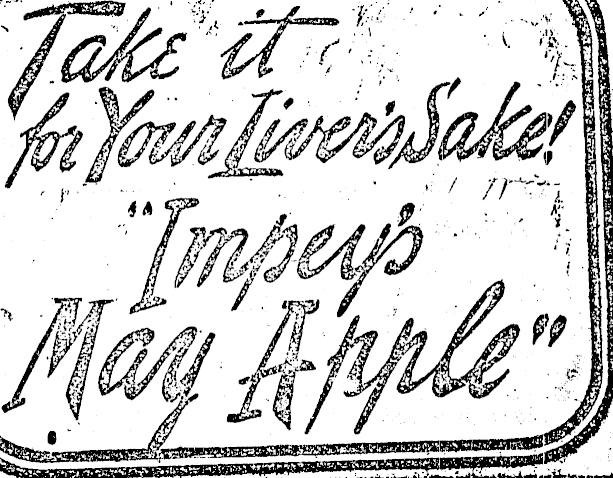 Take it
for Your Liver's Sake!
"Impey's
May Apple"